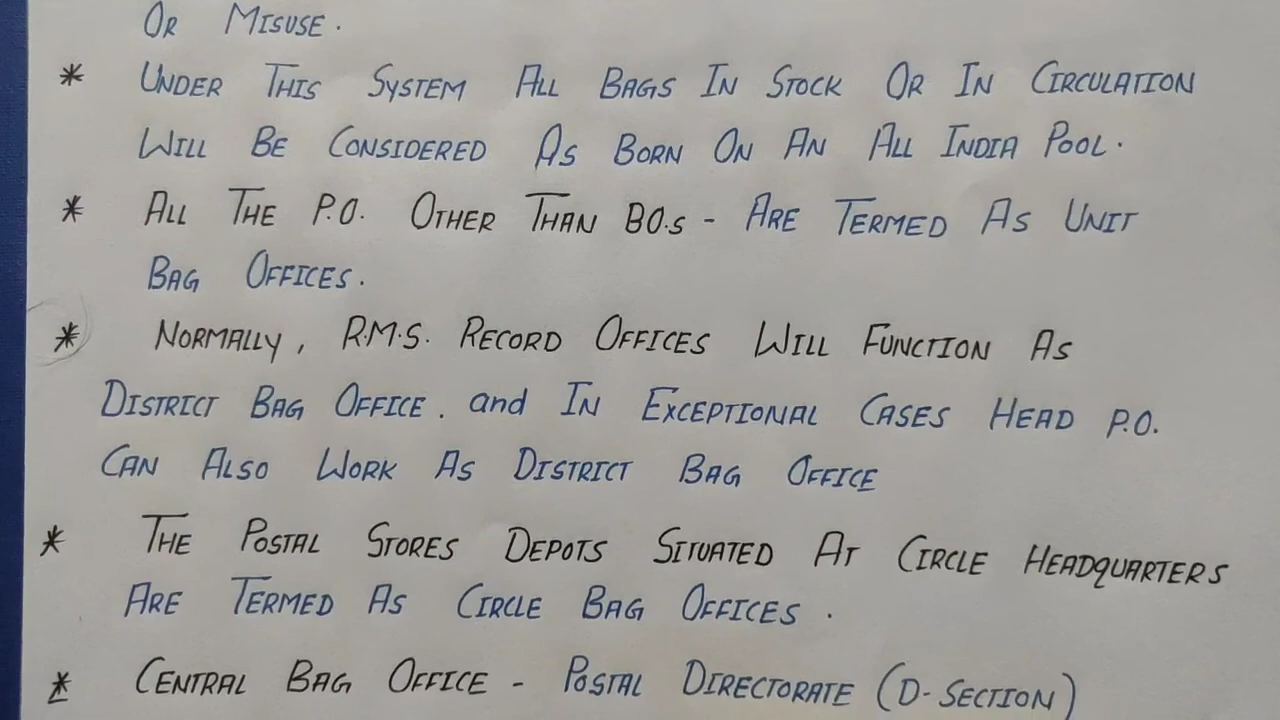 OR MISUSE.
* UNDER THIS SYSTEM ALL BAGS IN STOCK OR IN CIRCULATION
WILL BE CONSIDERED AS BORN ON AN ALL INDIA POOL.
* ALL THE P.O. OTHER THAN BO.S - ARE TERMED AS UNIT
BAG OFFICES.
* NORMALLY, R.M.S. RECORD OFFICES WILL FUNCTION AS
DISTRICT BAG OFFICE. and IN EXCEPTIONAL CASES HEAD P.O.
CAN ALSO WORK AS DISTRICT BAG OFFICE
* THE POSTAL STORES DEPOTS SITUATED AT CIRCLE HEADQUARTERS
ARE TERMED AS CIRCLE BAG OFFICES.
* CENTRAL BAG OFFICE - POSTAL DIRECTORATE (D-SECTION)